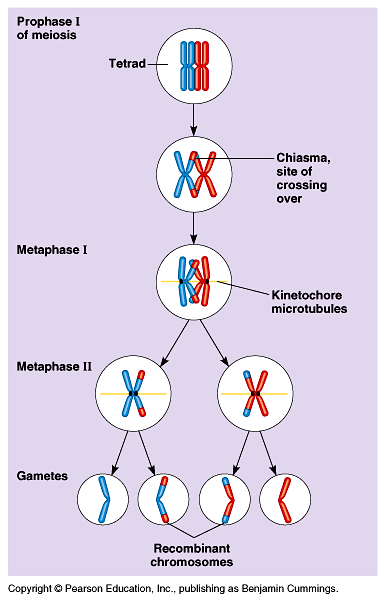 Prophase I
of meiosis
Tetrad
Chiasma,
site of
crossing
over
Metaphase I
Kinetochore
microtubules
Metaphase II
Gametes
Recombinant
chromosomes
Copyright © Pearson Education, Inc., publishing as Benjamin Cummings.